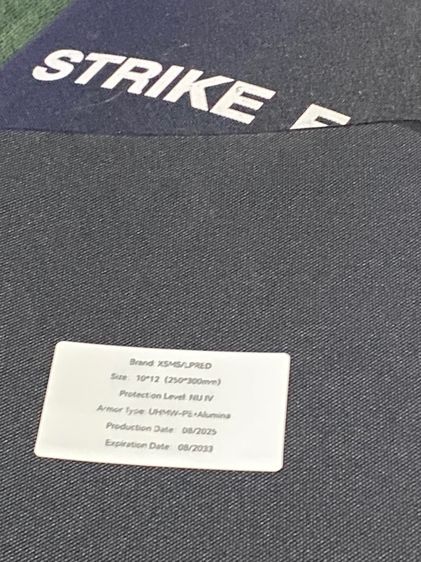 STRIKE F
Brand: XSMS/LPRED
Size: 10*12 (250*300mm)
Protection Level: NIJ IV
Armor Type: UHMW-PE+Alumina
Production Date: 08/2025
Expiration Date: 08/2033